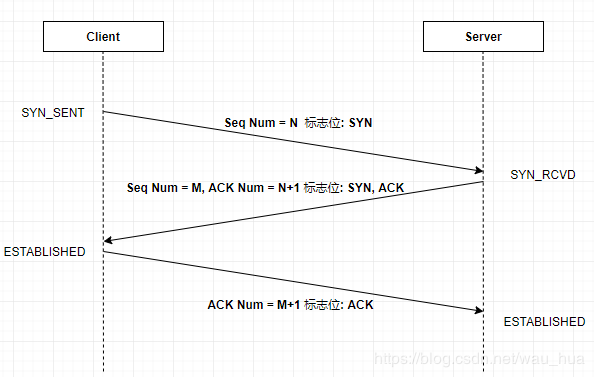 Client
Server
SYN_SENT
Seq Num = N 标志位: SYN
SYN_RCVD
Seq Num = M, ACK Num = N+1 标志位: SYN, ACK
ESTABLISHED
ACK Num = M+1 标志位: ACK
ESTABLISHED
https://blog.csdn.net/wau_hua